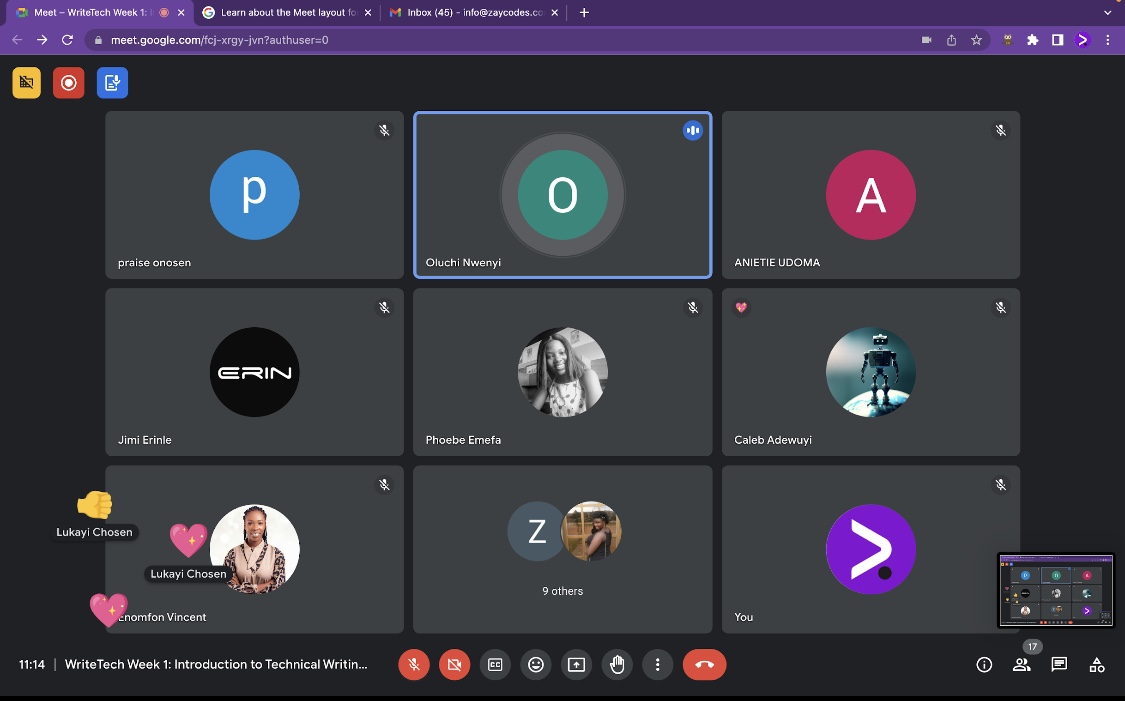 Meet – WriteTech Week 1:
Learn about the Meet layout fo
Inbox (45) - info@zaycodes.co
meet.google.com/fcj-xrgy-jvn?authuser=0
p
praise onosen
O
Oluchi Nwenyi
A
ANIETIE UDOMA
ERIN
Jimi Erinle
Phoebe Emefa
Caleb Adewuyi
Lukayi Chosen
Lukayi Chosen
Enomfon Vincent
Z
9 others
You
11:14 | WriteTech Week 1: Introduction to Technical Writin...
CC
17